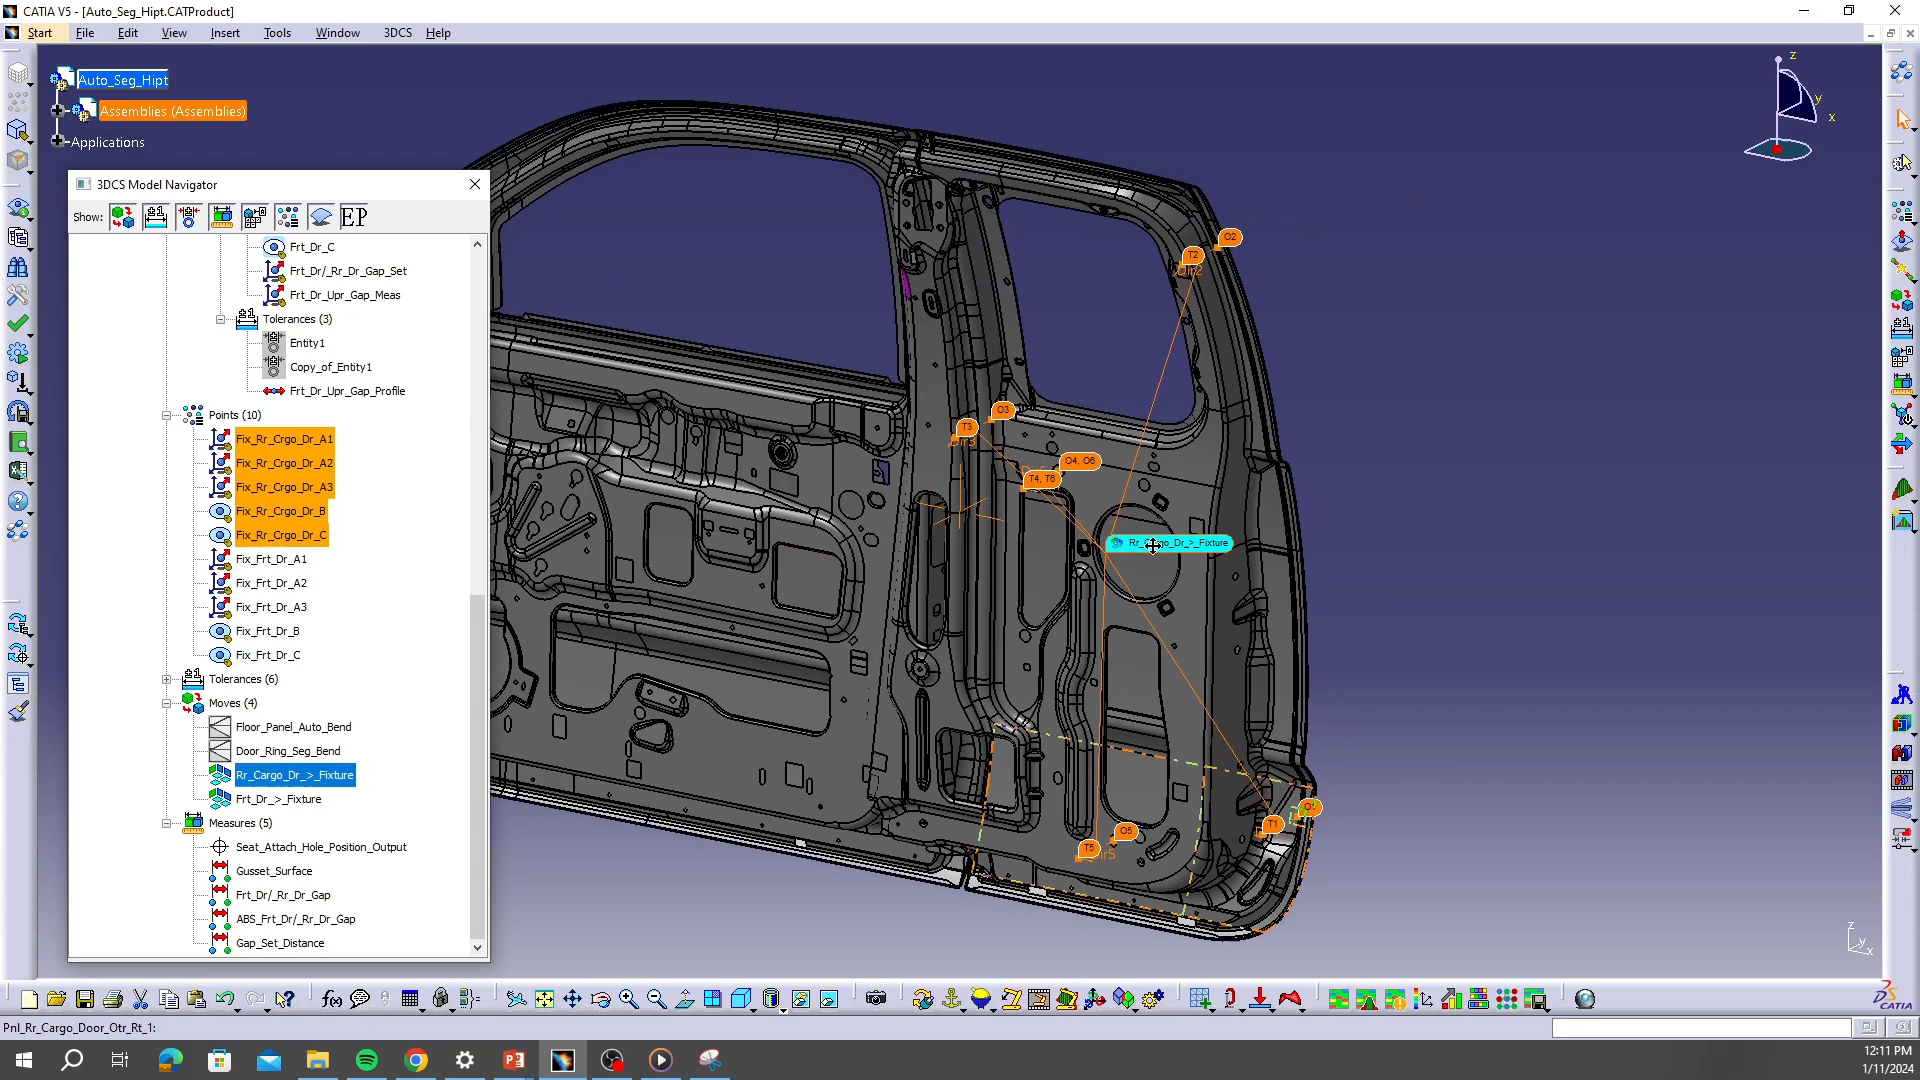 CATIA V5 - [Auto_Seg_Hipt.CATProduct]
Start File Edit View Insert Tools Window 3DCS Help
Auto_Seg_Hipt
Assemblies (Assemblies)
Applications
3DCS Model Navigator
Show: EP
Frt_Dr_C
Frt_Dr/_Rr_Dr_Gap_Set
Frt_Dr_Upr_Gap_Meas
Tolerances (3)
Entity1
Copy_of_Entity1
Frt_Dr_Upr_Gap_Profile
Points (10)
Fix_Rr_Crgo_Dr_A1
Fix_Rr_Crgo_Dr_A2
Fix_Rr_Crgo_Dr_A3
Fix_Rr_Crgo_Dr_B
Fix_Rr_Crgo_Dr_C
Fix_Frt_Dr_A1
Fix_Frt_Dr_A2
Fix_Frt_Dr_A3
Fix_Frt_Dr_B
Fix_Frt_Dr_C
Tolerances (6)
Moves (4)
Floor_Panel_Auto_Bend
Door_Ring_Seg_Bend
Rr_Cargo_Dr_>_Fixture
Frt_Dr_>_Fixture
Measures (5)
Seat_Attach_Hole_Position_Output
Gusset_Surface
Frt_Dr/_Rr_Dr_Gap
ABS_Frt_Dr/_Rr_Dr_Gap
Gap_Set_Distance
z
y
x
O2
T2
Dir2
O3
T3
O4, O6
T4, T6
Rr_Cargo_Dr_>_Fixture
T1
O5
T5
z
y
x
CATIA
Pnl_Rr_Cargo_Door_Otr_Rt_1:
12:11 PM
1/11/2024